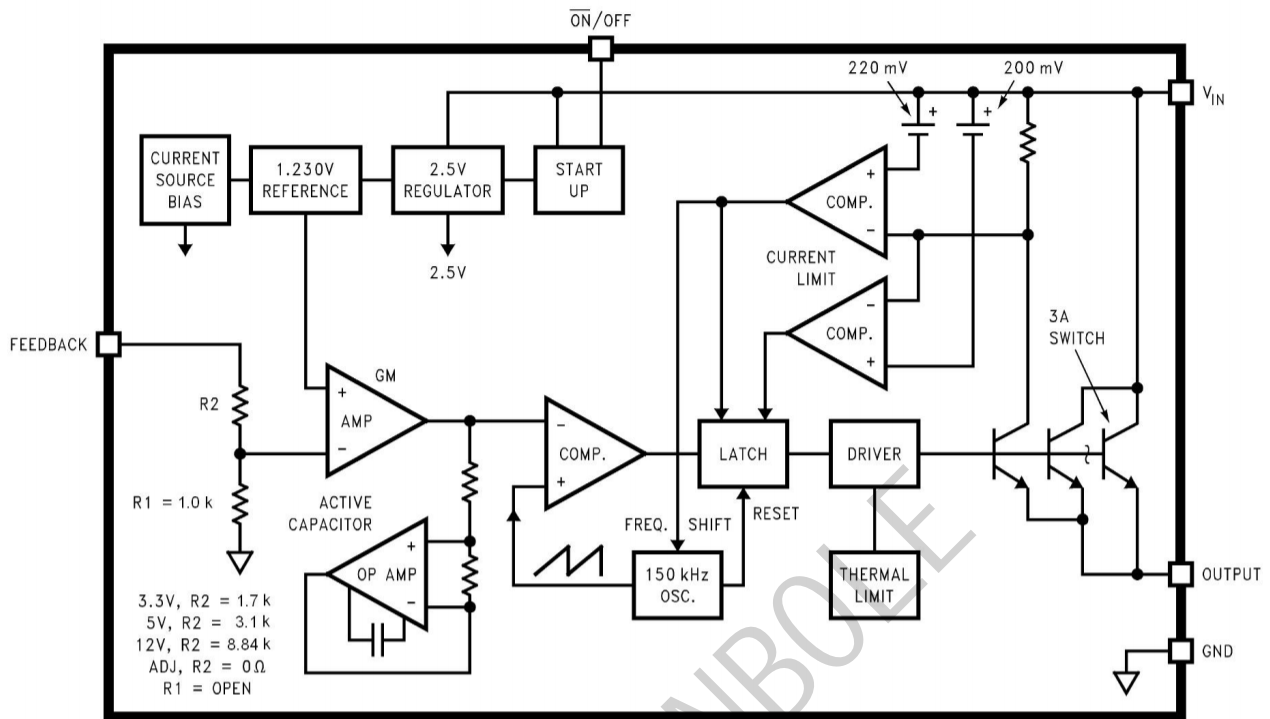 ON/OFF
220 mV
200 mV
+
+
VIN
CURRENT
SOURCE
BIAS
1.230V
REFERENCE
2.5V
REGULATOR
START
UP
2.5V
+
COMP.
-
CURRENT
LIMIT
-
COMP.
+
3A
SWITCH
FEEDBACK
R2
R1 = 1.0 k
GM
+
AMP
-
-
COMP.
+
LATCH
DRIVER
ACTIVE
CAPACITOR
+
OP AMP
-
FREQ. SHIFT
RESET
150 kHz
OSC.
THERMAL
LIMIT
OUTPUT
GND
3.3V, R2 = 1.7 k
5V, R2 = 3.1 k
12V, R2 = 8.84 k
ADJ, R2 = 0Ω
R1 = OPEN